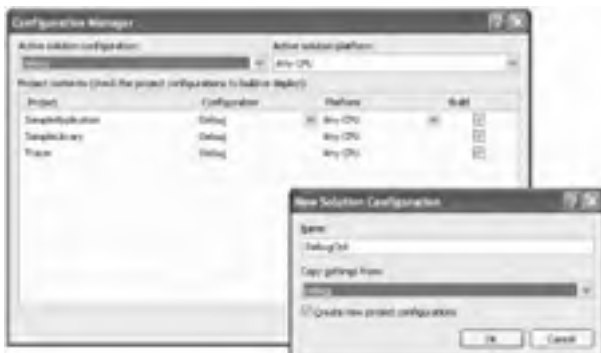 Configuration Manager
Active solution configuration: Active solution platform:
Debug Any CPU
Project contexts (check the project configurations to build or deploy):
Project Configuration Platform Build
SampleApplication Debug Any CPU
SampleLibrary Debug Any CPU
Debug Any CPU
New Solution Configuration
Name:
Copy settings from:
Debug
Create new project configurations
OK Cancel